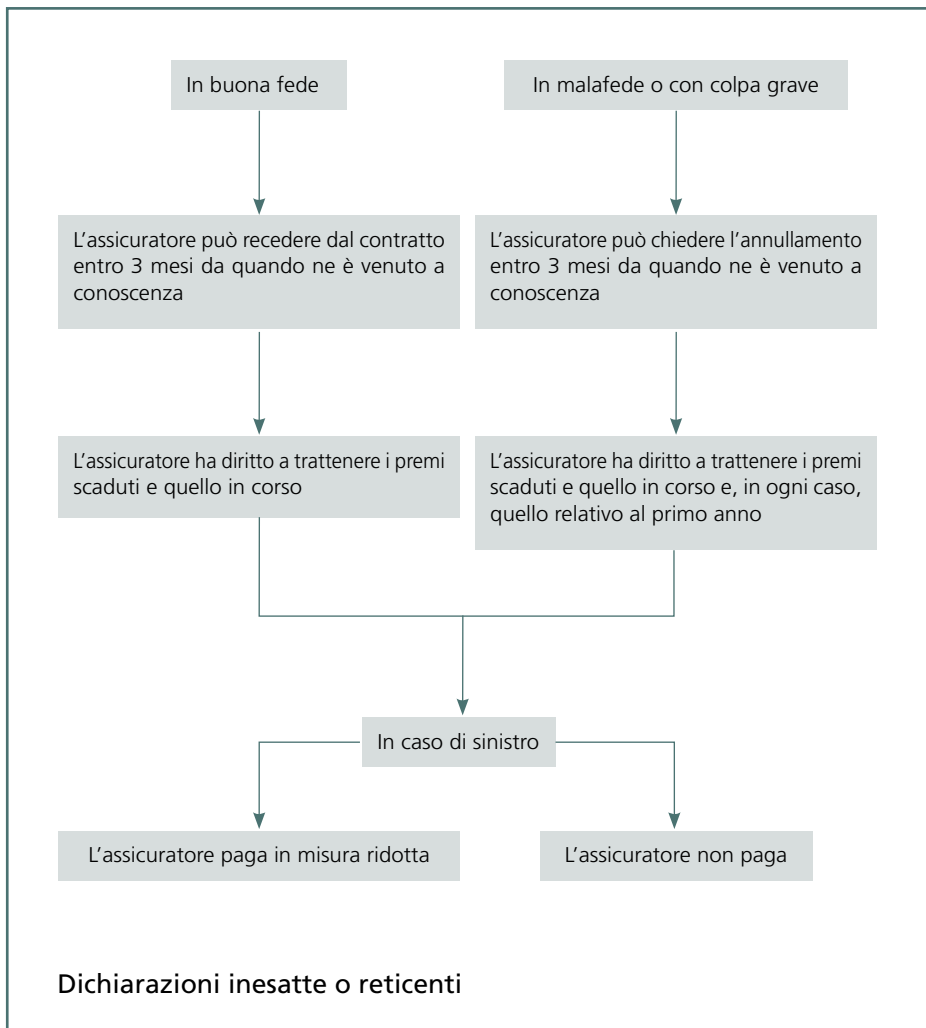 In buona fede
In malafede o con colpa grave
L'assicuratore può recedere dal contratto
entro 3 mesi da quando ne è venuto a
conoscenza
L'assicuratore può chiedere l'annullamento
entro 3 mesi da quando ne è venuto a
conoscenza
L'assicuratore ha diritto a trattenere i premi
scaduti e quello in corso
L'assicuratore ha diritto a trattenere i premi
scaduti e quello in corso e, in ogni caso,
quello relativo al primo anno
In caso di sinistro
L'assicuratore paga in misura ridotta
L'assicuratore non paga
Dichiarazioni inesatte o reticenti